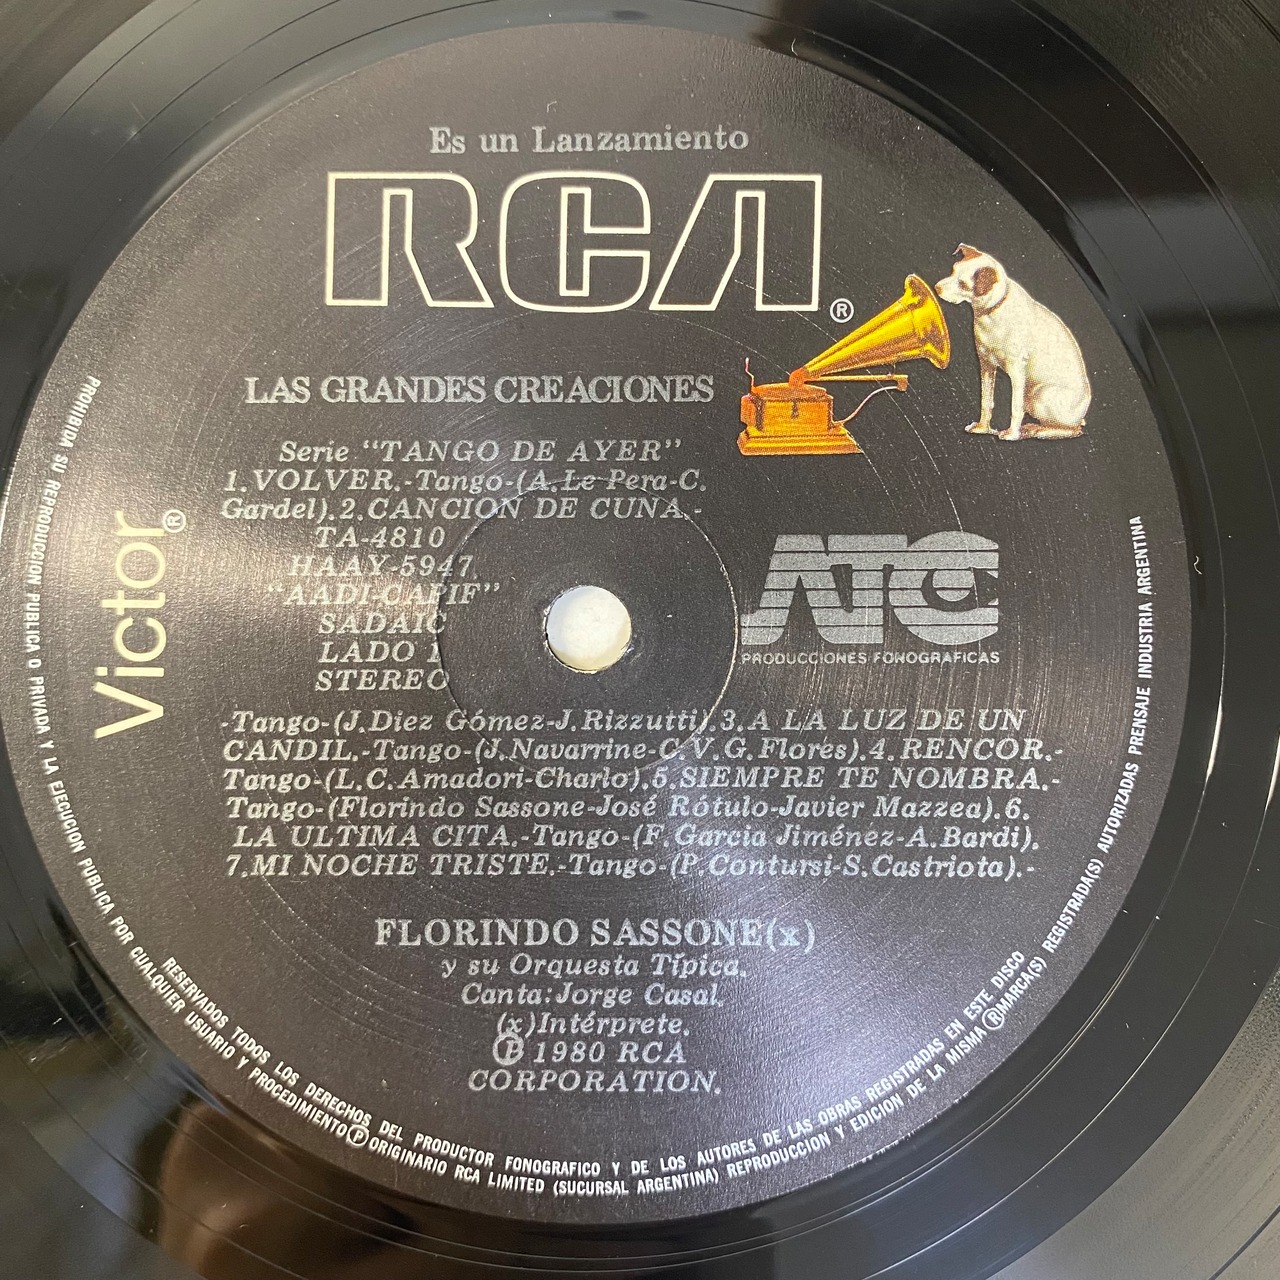 Es un Lanzamiento
RCA®
LAS GRANDES CREACIONES
Serie "TANGO DE AYER"
1.VOLVER.-Tango-(A.Le Pera-C.
Gardel).2.CANCION DE CUNA.-
TA-4810
HAAY-5947
"AADI-CAPIF"
SADAIC
LADO 1
STEREO
Victor®
ATC
PRODUCCIONES FONOGRAFICAS
-Tango-(J.Diez Gómez-J.Rizzutti).3.A LA LUZ DE UN
CANDIL.-Tango-(J.Navarrine-C.V.G.Flores).4.RENCOR.-
Tango-(L.C.Amadori-Charlo).5.SIEMPRE TE NOMBRA.-
Tango-(Florindo Sassone-José Rótulo-Javier Mazzea).6.
LA ULTIMA CITA.-Tango-(F.Garcia Jiménez-A.Bardi).
7.MI NOCHE TRISTE.-Tango-(P.Contursi-S.Castriota).-
FLORINDO SASSONE(x)
y su Orquesta Típica.
Canta:Jorge Casal.
(x)Intérprete.
Ⓟ 1980 RCA
CORPORATION.
PROHIBIDA SU REPRODUCCION PUBLICA O PRIVADA Y LA EJECUCION PUBLICA POR CUALQUIER USUARIO Y PROCEDIMIENTO Ⓟ ORIGINARIO RCA LIMITED (SUCURSAL ARGENTINA) REPRODUCCION Y EDICION DE LA MISMA ® MARCA(S) REGISTRADA(S) AUTORIZADAS PRENSAJE INDUSTRIA ARGENTINA
RESERVADOS TODOS LOS DERECHOS DEL PRODUCTOR FONOGRAFICO Y DE LOS AUTORES DE LAS OBRAS REGISTRADAS EN ESTE DISCO